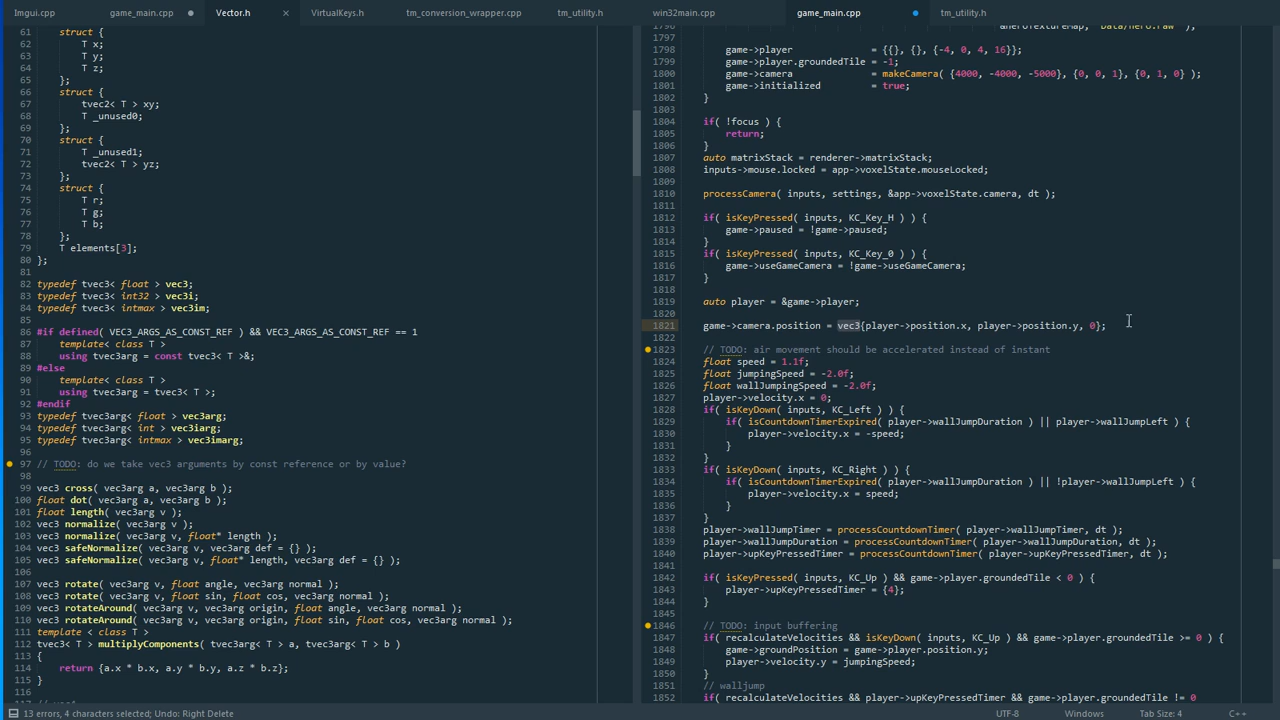 Imgui.cpp game_main.cpp Vector.h VirtualKeys.h tm_conversion_wrapper.cpp tm_utility.h win32main.cpp game_main.cpp tm_utility.h
61 struct {
62 T x;
63 T y;
64 T z;
65 };
66 struct {
67 tvec2< T > xy;
68 T _unused0;
69 };
70 struct {
71 T _unused1;
72 tvec2< T > yz;
73 };
74 struct {
75 T r;
76 T g;
77 T b;
78 };
79 T elements[3];
80 };
81
82 typedef tvec3< float > vec3;
83 typedef tvec3< int32 > vec3i;
84 typedef tvec3< intmax > vec3im;
85
86 #if defined( VEC3_ARGS_AS_CONST_REF ) && VEC3_ARGS_AS_CONST_REF == 1
87 template< class T >
88 using tvec3arg = const tvec3< T >&;
89 #else
90 template< class T >
91 using tvec3arg = tvec3< T >;
92 #endif
93 typedef tvec3arg< float > vec3arg;
94 typedef tvec3arg< int > vec3iarg;
95 typedef tvec3arg< intmax > vec3imarg;
96
97 // TODO: do we take vec3 arguments by const reference or by value?
98
99 vec3 cross( vec3arg a, vec3arg b );
100 float dot( vec3arg a, vec3arg b );
101 float length( vec3arg v );
102 vec3 normalize( vec3arg v );
103 vec3 normalize( vec3arg v, float* length );
104 vec3 safeNormalize( vec3arg v, vec3arg def = {} );
105 vec3 safeNormalize( vec3arg v, float* length, vec3arg def = {} );
106
107 vec3 rotate( vec3arg v, float angle, vec3arg normal );
108 vec3 rotate( vec3arg v, float sin, float cos, vec3arg normal );
109 vec3 rotateAround( vec3arg v, vec3arg origin, float angle, vec3arg normal );
110 vec3 rotateAround( vec3arg v, vec3arg origin, float sin, float cos, vec3arg normal );
111 template < class T >
112 tvec3< T > multiplyComponents( tvec3arg< T > a, tvec3arg< T > b )
113 {
114 return {a.x * b.x, a.y * b.y, a.z * b.z};
115 }
116
1797
1798 game->player = {{}, {}, {-4, 0, 4, 16}};
1799 game->player.groundedTile = -1;
1800 game->camera = makeCamera( {4000, -4000, -5000}, {0, 0, 1}, {0, 1, 0} );
1801 game->initialized = true;
1802 }
1803
1804 if( !focus ) {
1805 return;
1806 }
1807 auto matrixStack = renderer->matrixStack;
1808 inputs->mouse.locked = app->voxelState.mouseLocked;
1809
1810 processCamera( inputs, settings, &app->voxelState.camera, dt );
1811
1812 if( isKeyPressed( inputs, KC_Key_H ) ) {
1813 game->paused = !game->paused;
1814 }
1815 if( isKeyPressed( inputs, KC_Key_0 ) ) {
1816 game->useGameCamera = !game->useGameCamera;
1817 }
1818
1819 auto player = &game->player;
1820
1821 game->camera.position = vec3{player->position.x, player->position.y, 0};
1822
1823 // TODO: air movement should be accelerated instead of instant
1824 float speed = 1.1f;
1825 float jumpingSpeed = -2.0f;
1826 float wallJumpingSpeed = -2.0f;
1827 player->velocity.x = 0;
1828 if( isKeyDown( inputs, KC_Left ) ) {
1829 if( isCountdownTimerExpired( player->wallJumpDuration ) || player->wallJumpLeft ) {
1830 player->velocity.x = -speed;
1831 }
1832 }
1833 if( isKeyDown( inputs, KC_Right ) ) {
1834 if( isCountdownTimerExpired( player->wallJumpDuration ) || !player->wallJumpLeft ) {
1835 player->velocity.x = speed;
1836 }
1837 }
1838 player->wallJumpTimer = processCountdownTimer( player->wallJumpTimer, dt );
1839 player->wallJumpDuration = processCountdownTimer( player->wallJumpDuration, dt );
1840 player->upKeyPressedTimer = processCountdownTimer( player->upKeyPressedTimer, dt );
1841
1842 if( isKeyPressed( inputs, KC_Up ) && game->player.groundedTile < 0 ) {
1843 player->upKeyPressedTimer = {4};
1844 }
1845
1846 // TODO: input buffering
1847 if( recalculateVelocities && isKeyDown( inputs, KC_Up ) && game->player.groundedTile >= 0 ) {
1848 game->groundPosition = game->player.position.y;
1849 player->velocity.y = jumpingSpeed;
1850 }
1851 // walljump
1852 if( recalculateVelocities && player->upKeyPressedTimer && game->player.groundedTile != 0
13 errors, 4 characters selected; Undo: Right Delete UTF-8 Windows Tab Size: 4 C++